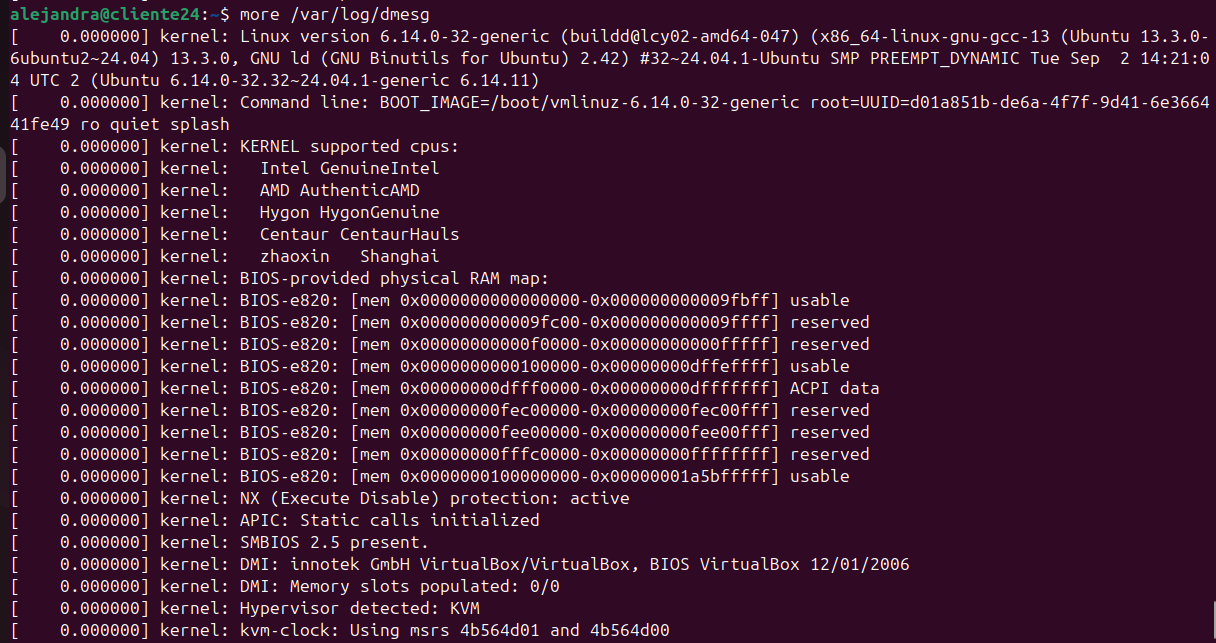 alejandra@cliente24:~$ more /var/log/dmesg
[    0.000000] kernel: Linux version 6.14.0-32-generic (buildd@lcy02-amd64-047) (x86_64-linux-gnu-gcc-13 (Ubuntu 13.3.0-
6ubuntu2~24.04) 13.3.0, GNU ld (GNU Binutils for Ubuntu) 2.42) #32~24.04.1-Ubuntu SMP PREEMPT_DYNAMIC Tue Sep  2 14:21:0
4 UTC 2 (Ubuntu 6.14.0-32.32~24.04.1-generic 6.14.11)
[    0.000000] kernel: Command line: BOOT_IMAGE=/boot/vmlinuz-6.14.0-32-generic root=UUID=d01a851b-de6a-4f7f-9d41-6e3664
41fe49 ro quiet splash
[    0.000000] kernel: KERNEL supported cpus:
[    0.000000] kernel:   Intel GenuineIntel
[    0.000000] kernel:   AMD AuthenticAMD
[    0.000000] kernel:   Hygon HygonGenuine
[    0.000000] kernel:   Centaur CentaurHauls
[    0.000000] kernel:   zhaoxin   Shanghai
[    0.000000] kernel: BIOS-provided physical RAM map:
[    0.000000] kernel: BIOS-e820: [mem 0x0000000000000000-0x000000000009fbff] usable
[    0.000000] kernel: BIOS-e820: [mem 0x000000000009fc00-0x000000000009ffff] reserved
[    0.000000] kernel: BIOS-e820: [mem 0x00000000000f0000-0x00000000000fffff] reserved
[    0.000000] kernel: BIOS-e820: [mem 0x0000000000100000-0x00000000dffeffff] usable
[    0.000000] kernel: BIOS-e820: [mem 0x00000000dfff0000-0x00000000dfffffff] ACPI data
[    0.000000] kernel: BIOS-e820: [mem 0x00000000fec00000-0x00000000fec00fff] reserved
[    0.000000] kernel: BIOS-e820: [mem 0x00000000fee00000-0x00000000fee00fff] reserved
[    0.000000] kernel: BIOS-e820: [mem 0x00000000fffc0000-0x00000000ffffffff] reserved
[    0.000000] kernel: BIOS-e820: [mem 0x0000000100000000-0x00000001a5bfffff] usable
[    0.000000] kernel: NX (Execute Disable) protection: active
[    0.000000] kernel: APIC: Static calls initialized
[    0.000000] kernel: SMBIOS 2.5 present.
[    0.000000] kernel: DMI: innotek GmbH VirtualBox/VirtualBox, BIOS VirtualBox 12/01/2006
[    0.000000] kernel: DMI: Memory slots populated: 0/0
[    0.000000] kernel: Hypervisor detected: KVM
[    0.000000] kernel: kvm-clock: Using msrs 4b564d01 and 4b564d00